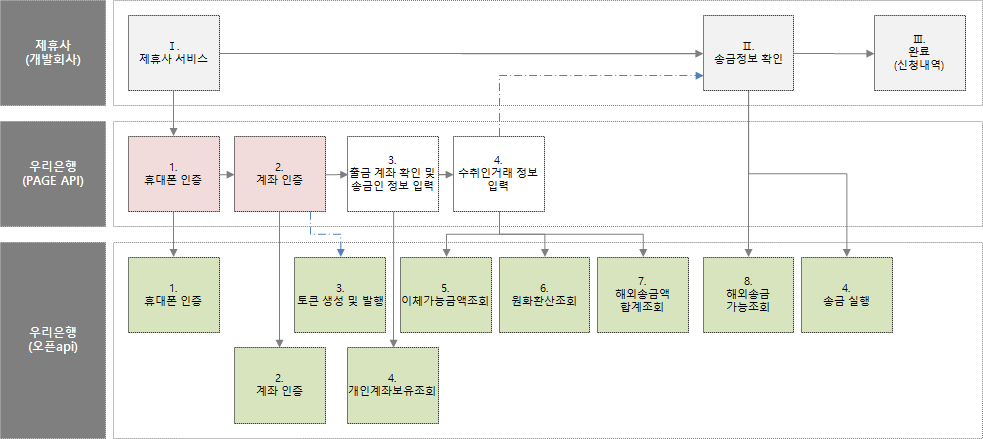 제휴사
(개발회사)
Ⅰ.
제휴사 서비스
Ⅱ.
송금정보 확인
Ⅲ.
완료
(신청내역)
우리은행
(PAGE API)
1.
휴대폰 인증
2.
계좌 인증
3.
출금 계좌 확인 및
송금인 정보 입력
4.
수취인거래 정보
입력
우리은행
(오픈api)
1.
휴대폰 인증
3.
토큰 생성 및 발행
5.
이체가능금액조회
6.
원화환산조회
7.
해외송금액
합계조회
8.
해외송금
가능조회
4.
송금 실행
2.
계좌 인증
4.
개인계좌보유조회